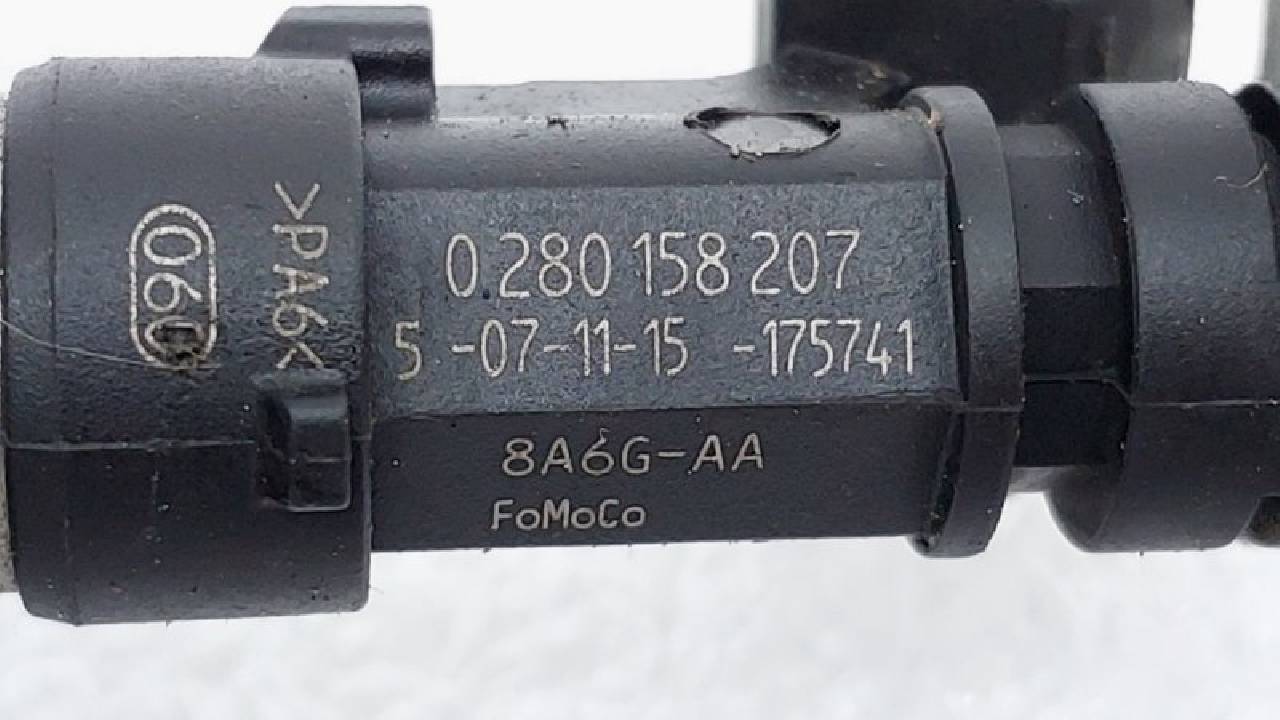 060
>PA6<
0 280 158 207
5 -07-11-15 -175741
8A6G-AA
FoMoCo